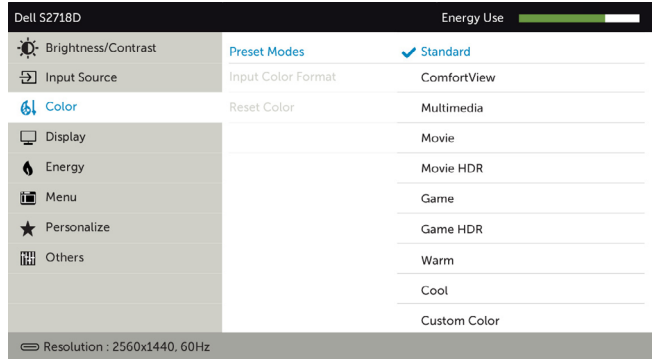 Dell S2718D
Energy Use
Brightness/Contrast
Input Source
Color
Display
Energy
Menu
Personalize
Others
Preset Modes
Input Color Format
Reset Color
Standard
ComfortView
Multimedia
Movie
Movie HDR
Game
Game HDR
Warm
Cool
Custom Color
Resolution : 2560x1440, 60Hz